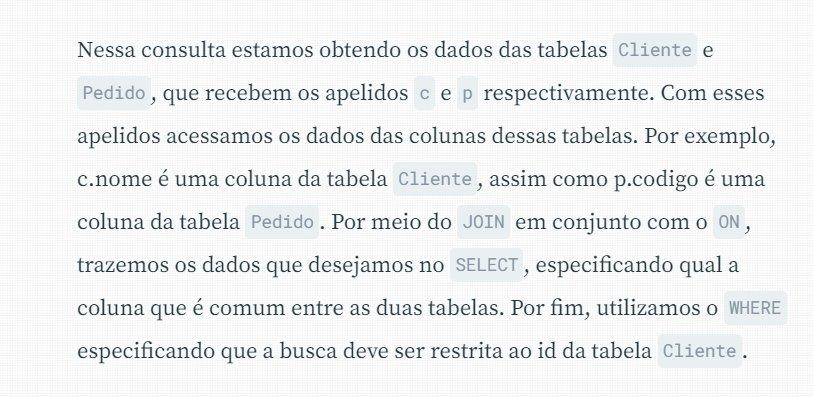 Nessa consulta estamos obtendo os dados das tabelas Cliente e
Pedido, que recebem os apelidos c e p respectivamente. Com esses
apelidos acessamos os dados das colunas dessas tabelas. Por exemplo,
c.nome é uma coluna da tabela Cliente, assim como p.codigo é uma
coluna da tabela Pedido. Por meio do JOIN em conjunto com o ON,
trazemos os dados que desejamos no SELECT, especificando qual a
coluna que é comum entre as duas tabelas. Por fim, utilizamos o WHERE
especificando que a busca deve ser restrita ao id da tabela Cliente.